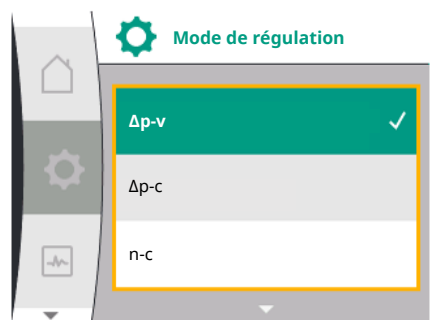 Mode de régulation
Δp-v
Δp-c
n-c